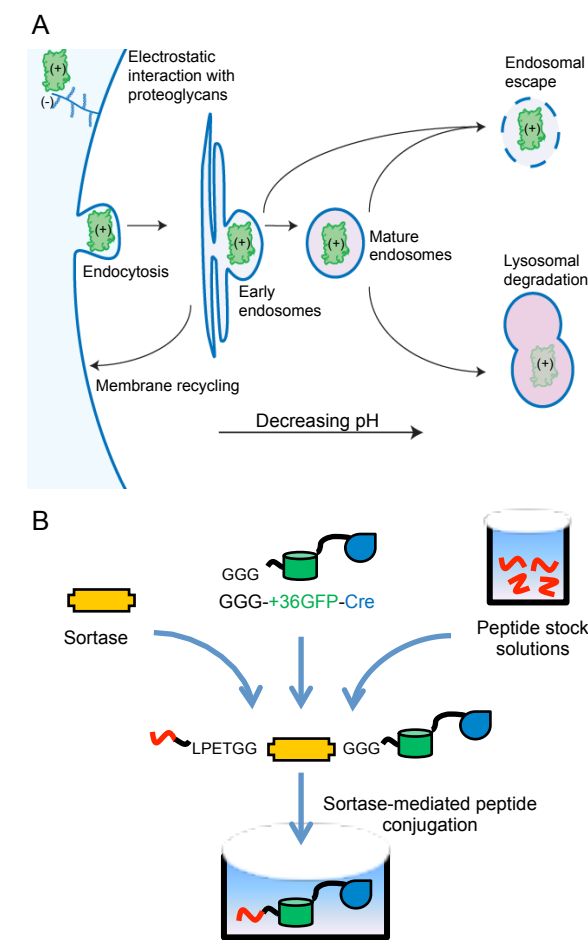 A
Electrostatic
interaction with
proteoglycans
(+)
(-)
Endosomal
escape
(+)
(+)
Endocytosis
(+)
Early
endosomes
(+)
Mature
endosomes
Lysosomal
degradation
(+)
Membrane recycling
Decreasing pH
B
GGG
GGG-+36GFP-Cre
Sortase
Peptide stock
solutions
LPETGG
GGG
Sortase-mediated peptide
conjugation